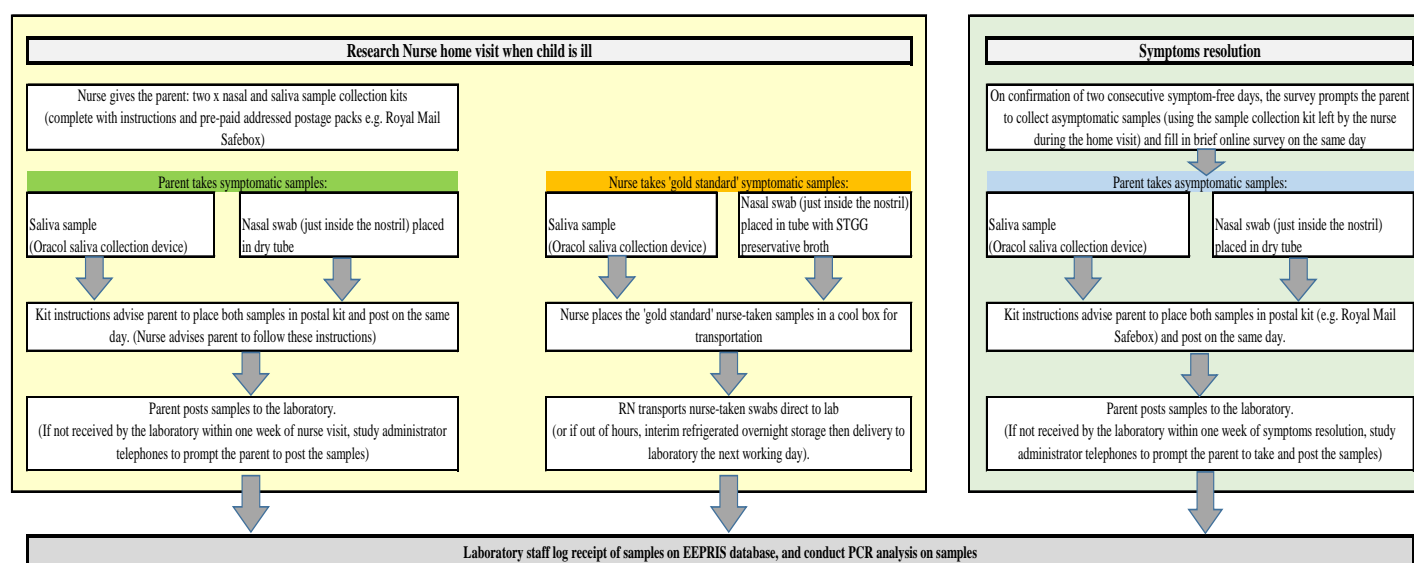 Research Nurse home visit when child is ill
Nurse gives the parent: two x nasal and saliva sample collection kits
(complete with instructions and pre-paid addressed postage packs e.g. Royal Mail
Safebox)
Parent takes symptomatic samples:
Saliva sample
(Oracol saliva collection device)
Nasal swab (just inside the nostril) placed
in dry tube
Kit instructions advise parent to place both samples in postal kit and post on the same
day. (Nurse advises parent to follow these instructions)
Parent posts samples to the laboratory.
(If not received by the laboratory within one week of nurse visit, study administrator
telephones to prompt the parent to post the samples)
Nurse takes 'gold standard' symptomatic samples:
Saliva sample
(Oracol saliva collection device)
Nasal swab (just inside the nostril)
placed in tube with STGG
preservative broth
Nurse places the 'gold standard' nurse-taken samples in a cool box for
transportation
RN transports nurse-taken swabs direct to lab
(or if out of hours, interim refrigerated overnight storage then delivery to
laboratory the next working day).
Symptoms resolution
On confirmation of two consecutive symptom-free days, the survey prompts the parent
to collect asymptomatic samples (using the sample collection kit left by the nurse
during the home visit) and fill in brief online survey on the same day
Parent takes asymptomatic samples:
Saliva sample
(Oracol saliva collection device)
Nasal swab (just inside the nostril)
placed in dry tube
Kit instructions advise parent to place both samples in postal kit (e.g. Royal Mail
Safebox) and post on the same day.
Parent posts samples to the laboratory.
(If not received by the laboratory within one week of symptoms resolution, study
administrator telephones to prompt the parent to take and post the samples)
Laboratory staff log receipt of samples on EEPRIS database, and conduct PCR analysis on samples